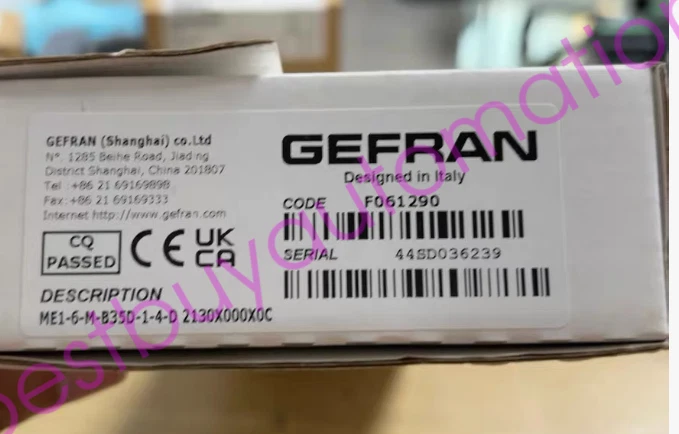 GEFRAN (Shanghai) co.Ltd
N°. 1285 Beihe Road, Jiading
District Shanghai, China 201807
Tel : +86 21 69169898
Fax: +86 21 69169333
Internet http://www.gefran.com
CQ
PASSED
CE UK
CA
DESCRIPTION
ME1-6-M-B35D-1-4-D 2130X000X0C
GEFRAN
Designed in Italy
CODE F061290
SERIAL 44SD036239
bestbuyautomation